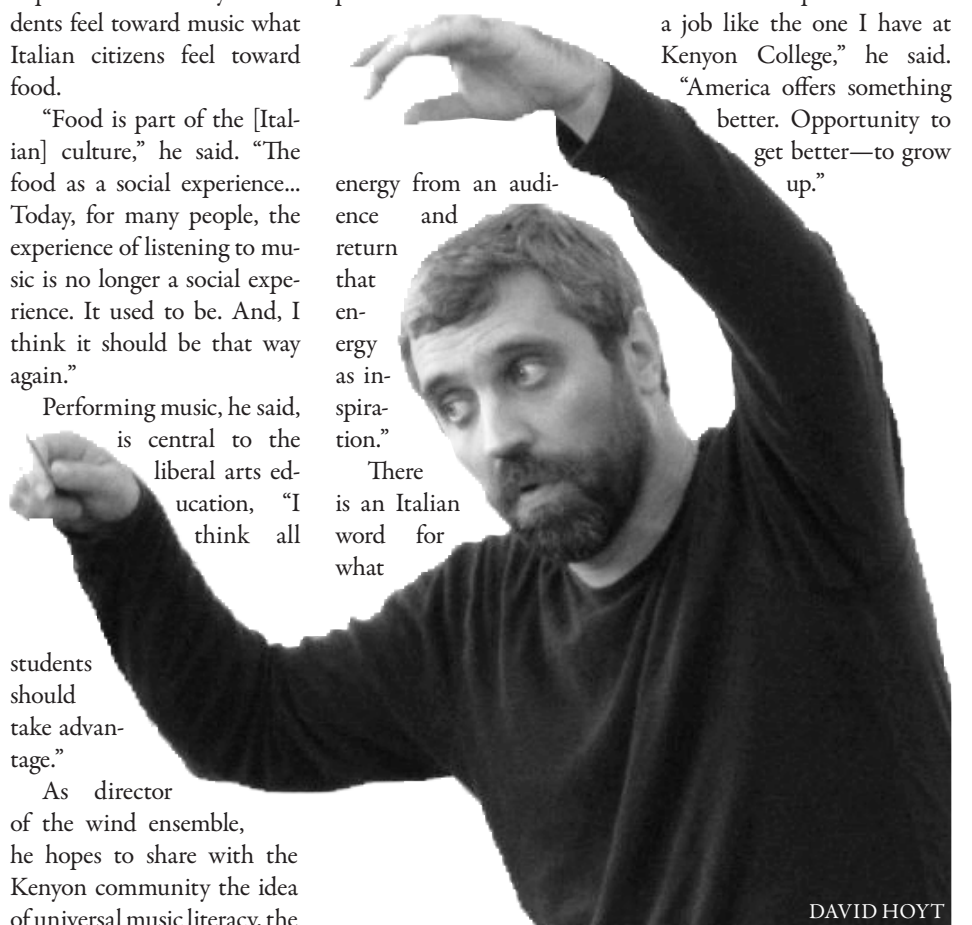 dents feel toward music what
Italian citizens feel toward
food.
“Food is part of the [Ital-
ian] culture,” he said. “The
food as a social experience...
Today, for many people, the
experience of listening to mu-
sic is no longer a social expe-
rience. It used to be. And, I
think it should be that way
again.”
Performing music, he said,
is central to the
liberal arts ed-
ucation, “I
think all
students
should
take advan-
tage.”
As director
of the wind ensemble,
he hopes to share with the
Kenyon community the idea
of universal music literacy, the
energy from an audi-
ence and
return
that
en-
ergy
as in-
spira-
tion.”
There
is an Italian
word for
what
a job like the one I have at
Kenyon College,” he said.
“America offers something
better. Opportunity to
get better—to grow
up.”
DAVID HOYT